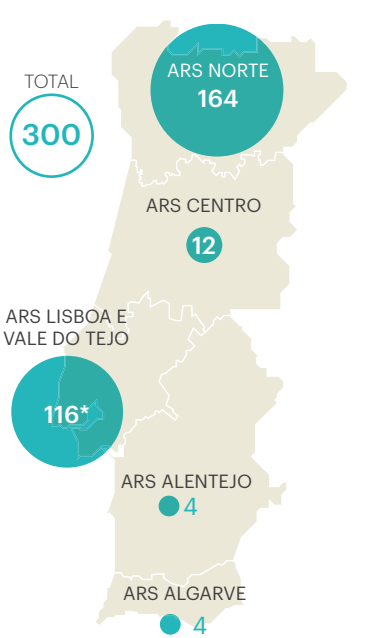 ARS NORTE
164
TOTAL
300
ARS CENTRO
12
ARS LISBOA E
VALE DO TEJO
116*
ARS ALENTEJO
4
ARS ALGARVE
4